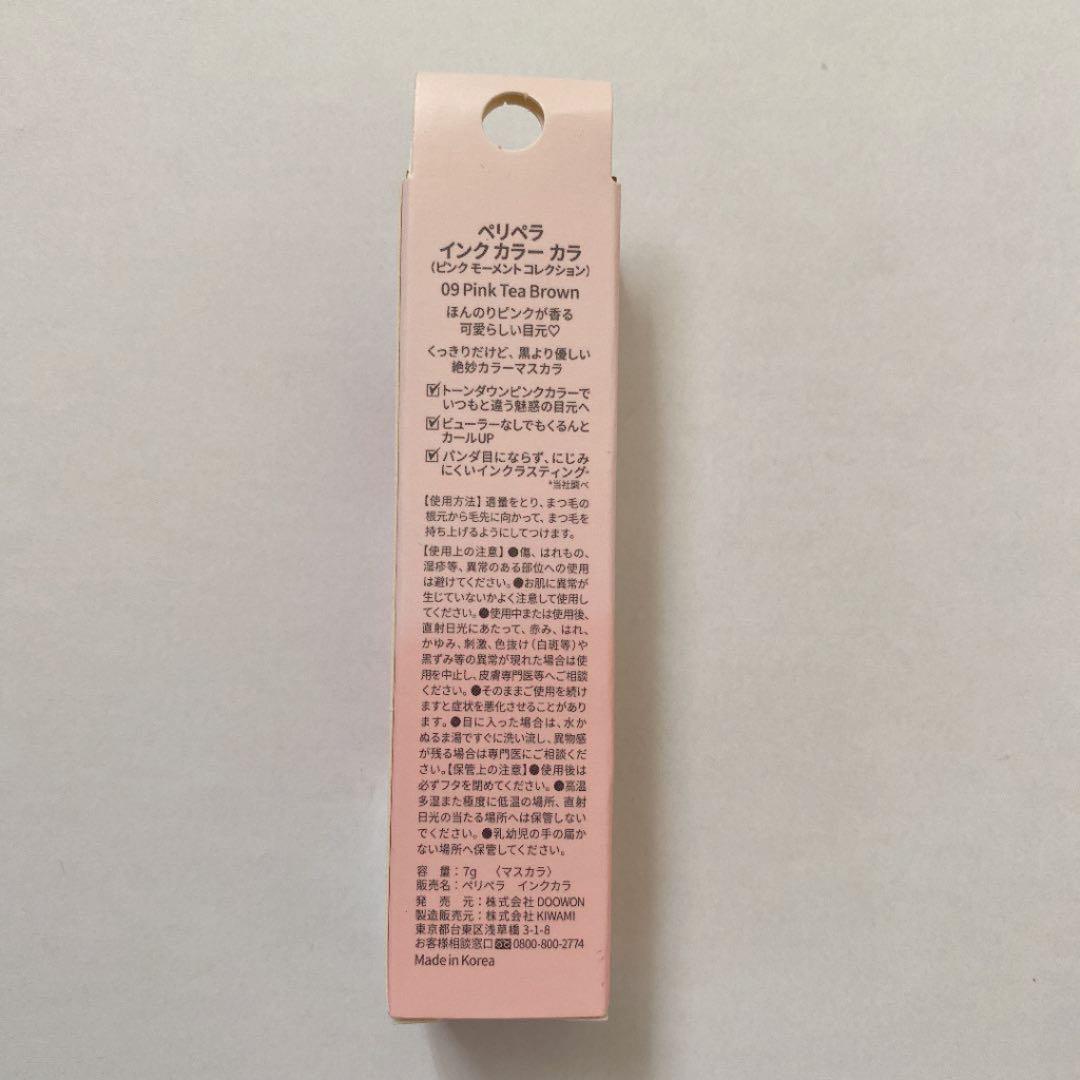 ペリペラ
インク カラー カラ
(ピンク モーメント コレクション)
09 Pink Tea Brown
ほんのりピンクが香る
可愛らしい目元♡
くっきりだけど、黒より優しい
絶妙カラーマスカラ
☑トーンダウンピンクカラーで
いつもと違う魅惑の目元へ
☑ビューラーなしでもくるんと
カールUP
☑パンダ目にならず、にじみ
にくいインクラスティング*
*当社調べ
【使用方法】適量をとり、まつ毛の
根元から毛先に向かって、まつ毛を
持ち上げるようにしてつけます。
【使用上の注意】●傷、はれもの、
湿疹等、異常のある部位への使用
は避けてください。●お肌に異常が
生じていないかよく注意して使用し
てください。●使用中または使用後、
直射日光にあたって、赤み、はれ、
かゆみ、刺激、色抜け(白斑等)や
黒ずみ等の異常が現れた場合は使
用を中止し、皮膚専門医等へご相談
ください。●そのままご使用を続け
ますと症状を悪化させることがあり
ます。●目に入った場合は、水か
ぬるま湯ですぐに洗い流し、異物感
が残る場合は専門医にご相談くだ
さい。【保管上の注意】●使用後は
必ずフタを閉めてください。●高温
多湿また極度に低温の場所、直射
日光の当たる場所へは保管しない
でください。●乳幼児の手の届か
ない場所へ保管してください。
容 量:7g 〈マスカラ〉
販売名:ペリペラ インクカラ
発 売 元:株式会社 DOOWON
製造販売元:株式会社 KIWAMI
東京都台東区浅草橋 3-1-8
お客様相談窓口 0800-800-2774
Made in Korea